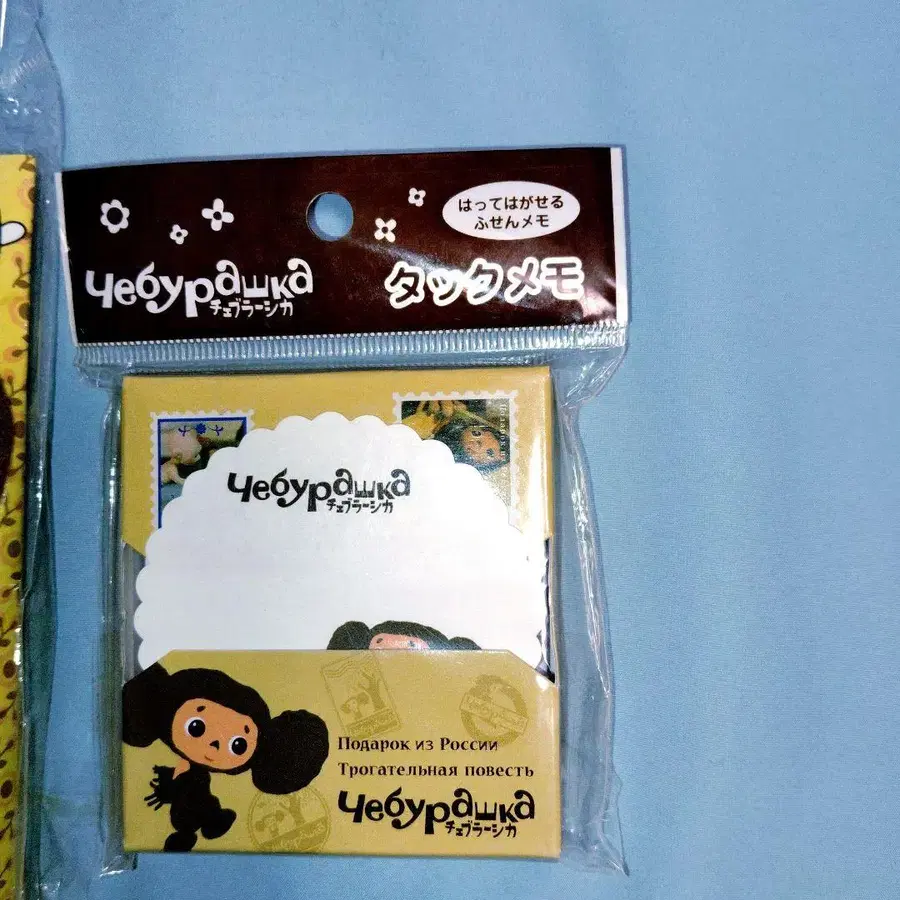 はってはがせる
ふせんメモ
Чебурашка
チェブラーシカ
タックメモ
Чебурашка
チェブラーシカ
Подарок из России
Трогательная повесть
Чебурашка
チェブラーシカ